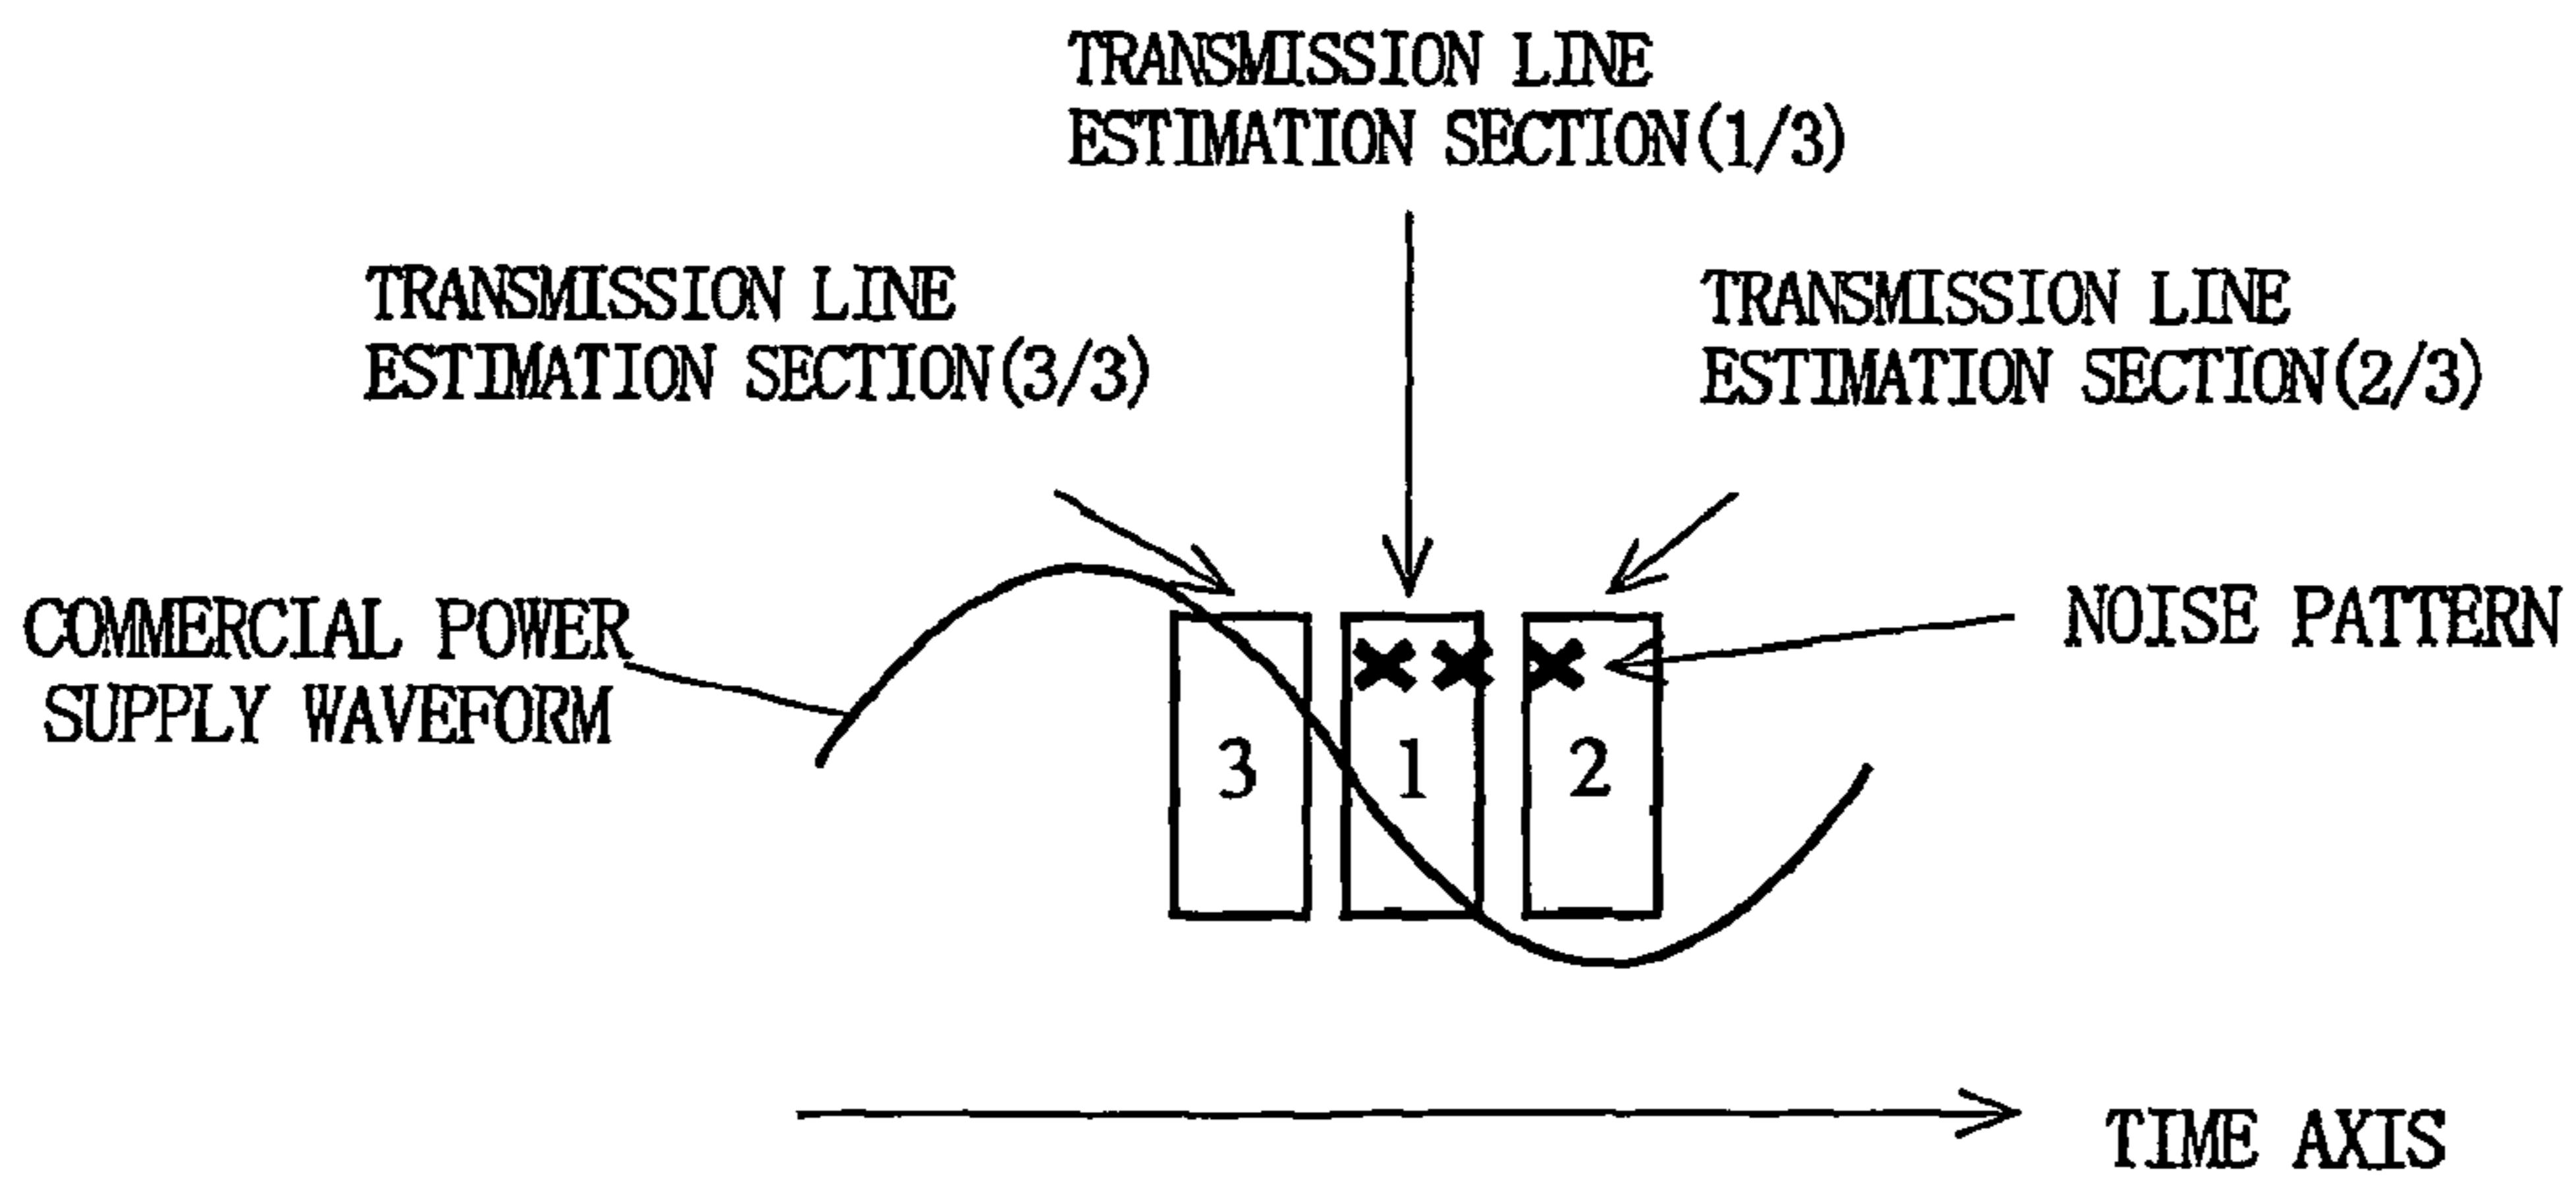 TRANSMISSION LINE
ESTIMATION SECTION(1/3)
TRANSMISSION LINE
ESTIMATION SECTION(3/3)
TRANSMISSION LINE
ESTIMATION SECTION(2/3)
COMMERCIAL POWER
SUPPLY WAVEFORM
NOISE PATTERN
3
1
2
TIME AXIS